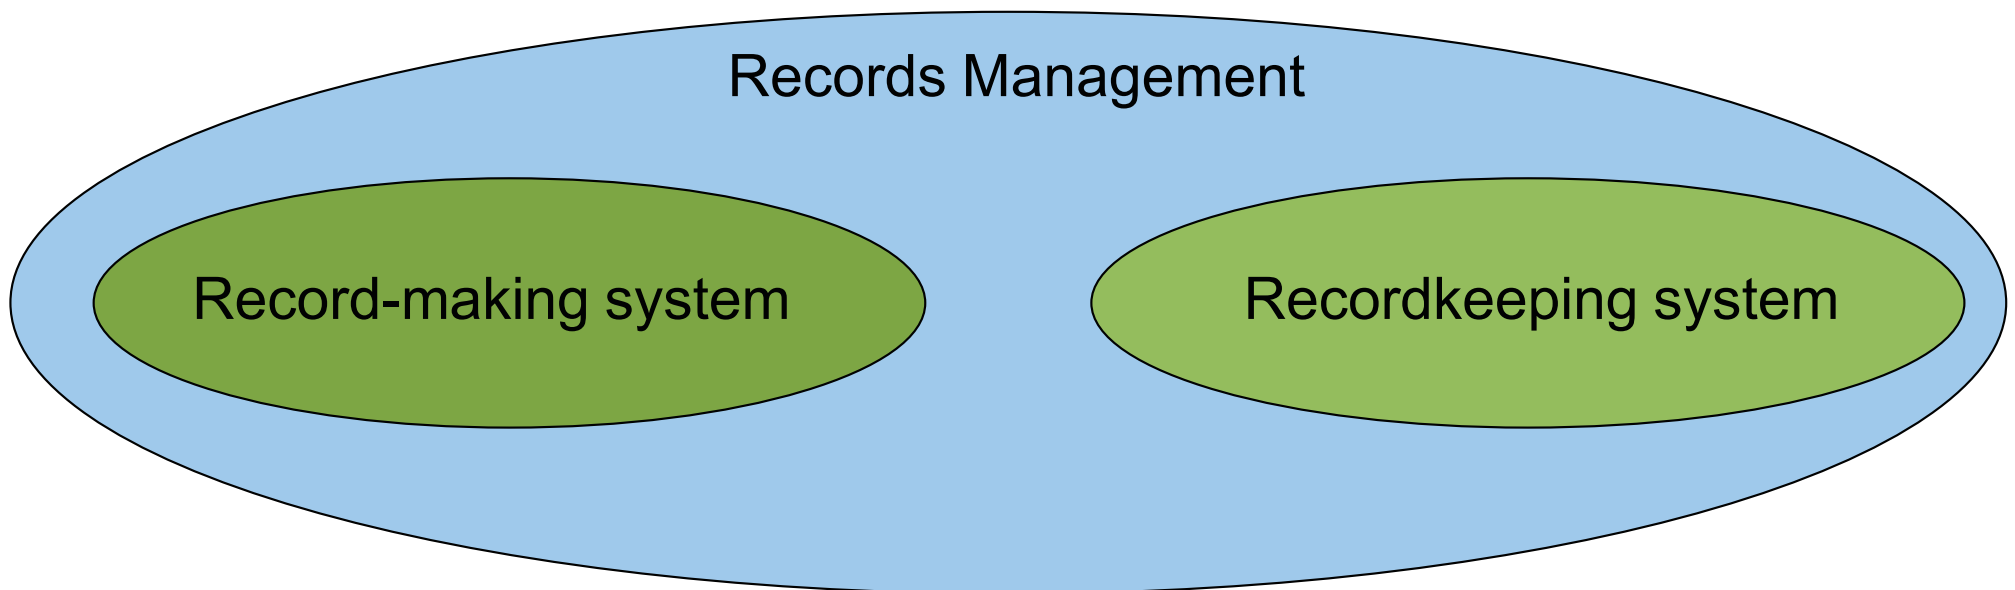 Records Management
Record-making system
Recordkeeping system